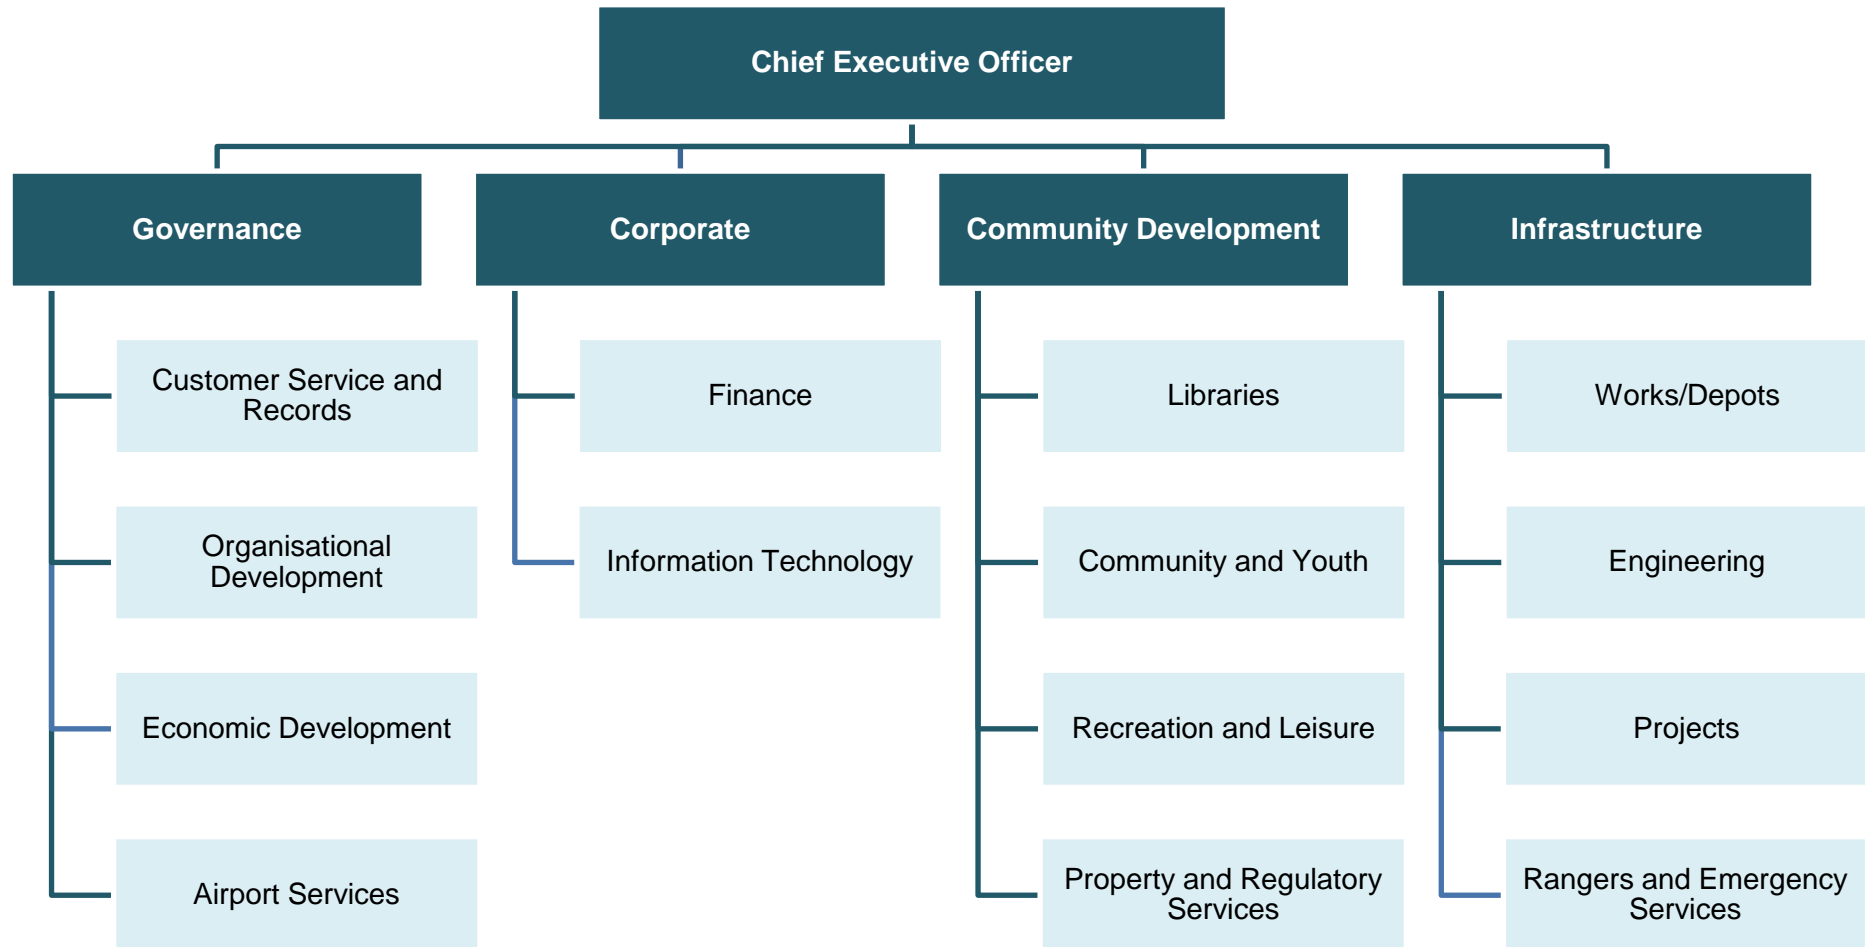 Chief Executive Officer
Governance
Corporate
Community Development
Infrastructure
Customer Service and
Records
Organisational
Development
Economic Development
Airport Services
Finance
Information Technology
Libraries
Community and Youth
Recreation and Leisure
Property and Regulatory
Services
Works/Depots
Engineering
Projects
Rangers and Emergency
Services